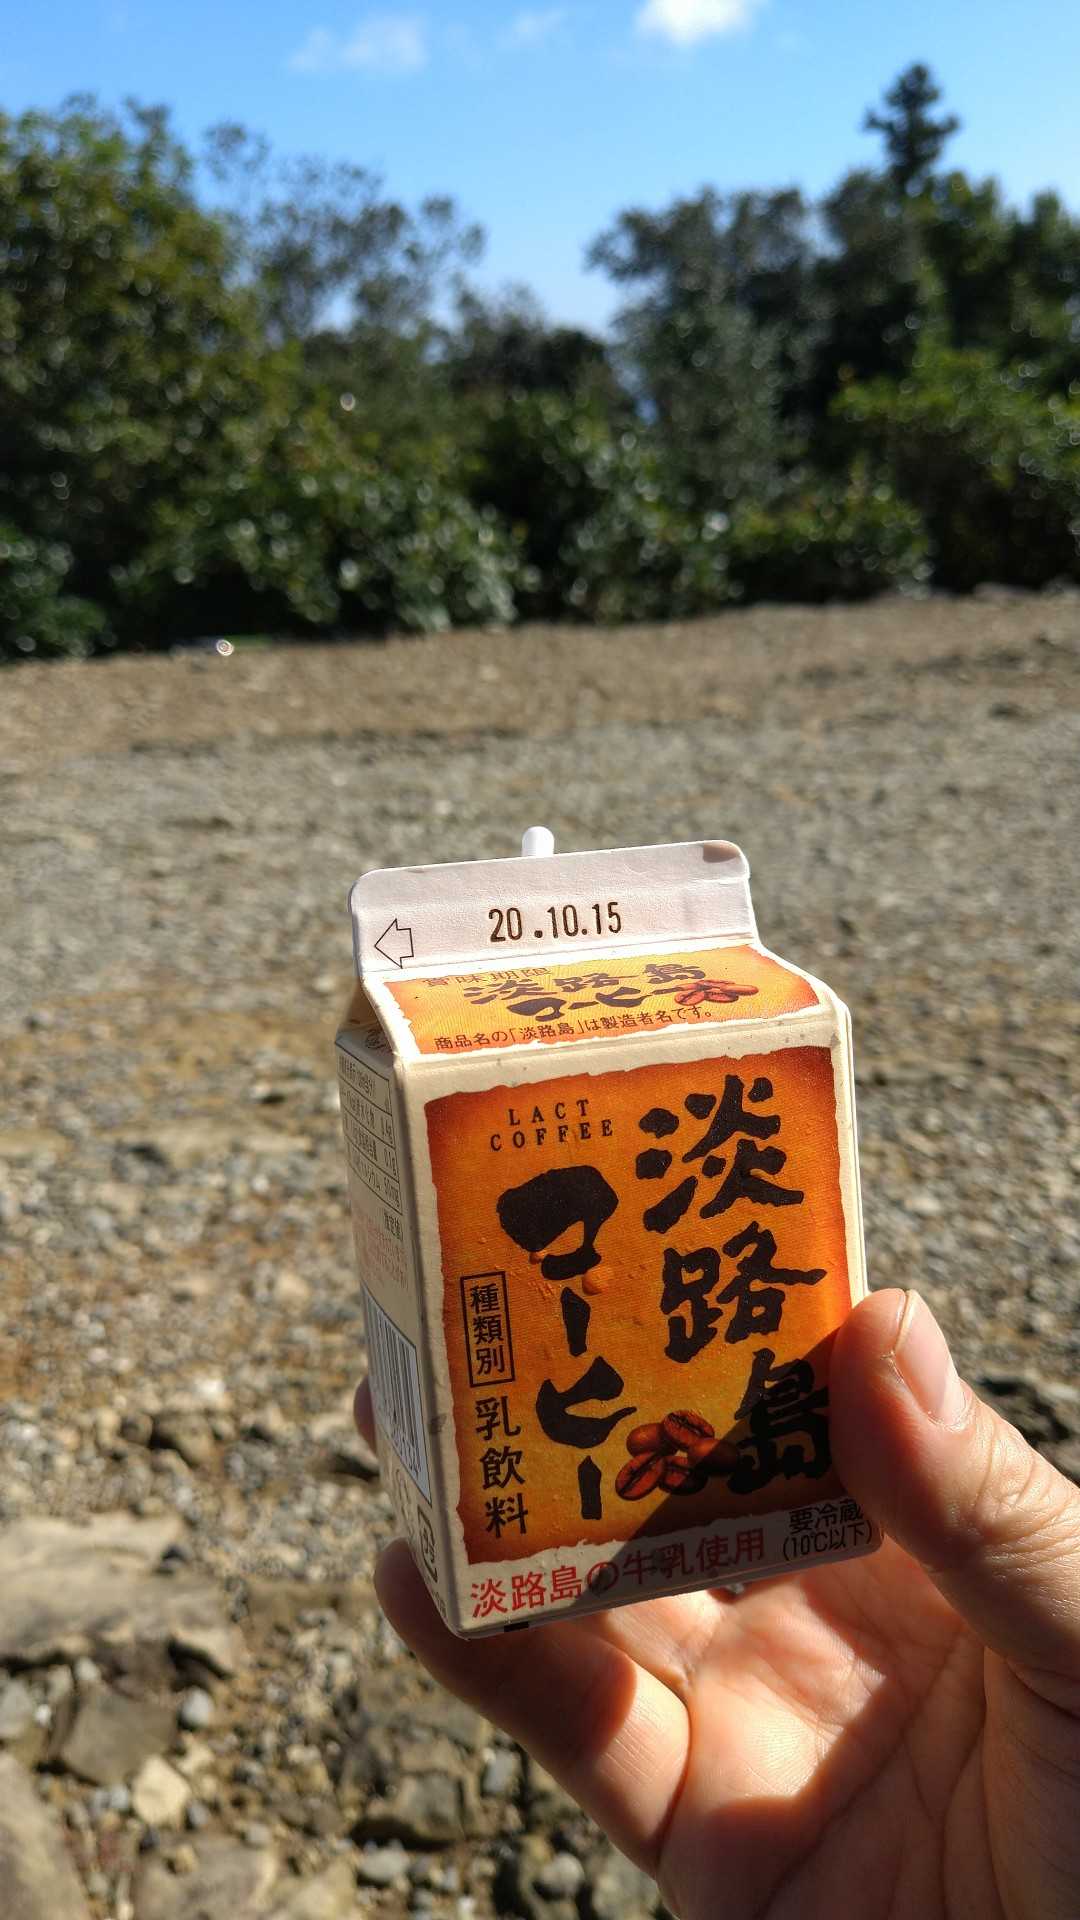 20.10.15
賞味期限
淡路島
コーヒー
商品名の「淡路島」は製造者名です。
LACT
COFFEE
淡路島
コーヒー
種類別
乳飲料
淡路島の牛乳使用
要冷蔵
(10℃以下)